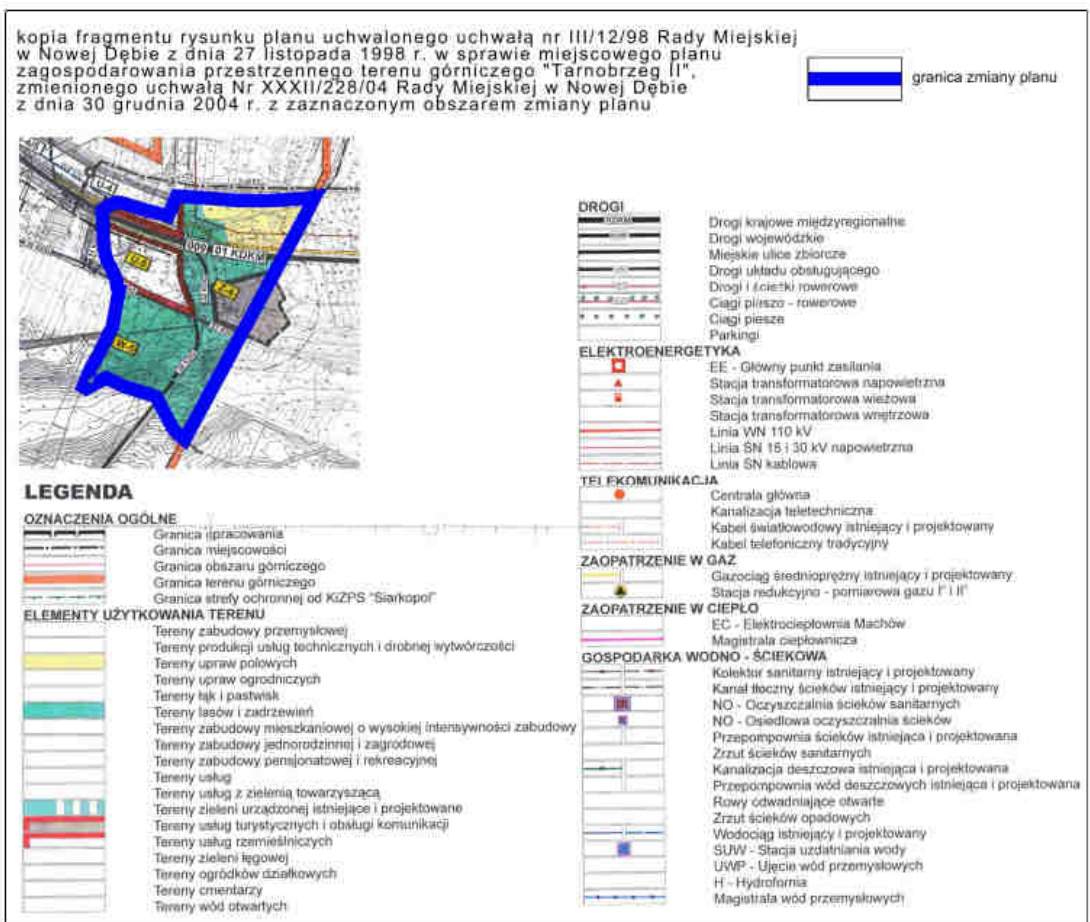 kopia fragmentu rysunku planu uchwalonego uchwałą nr III/12/98 Rady Miejskiej
w Nowej Dębie z dnia 27 listopada 1998 r. w sprawie miejscowego planu
zagospodarowania przestrzennego terenu górniczego "Tarnobrzeg II",
zmienionego uchwałą Nr XXXII/228/04 Rady Miejskiej w Nowej Dębie
z dnia 30 grudnia 2004 r. z zaznaczonym obszarem zmiany planu
granica zmiany planu
01 KDKM
Z-4
W-5
LEGENDA
OZNACZENIA OGÓLNE
Granica opracowania
Granica miejscowości
Granica obszaru górniczego
Granica terenu górniczego
Granica strefy ochronnej od KiZPS "Siarkopol"
ELEMENTY UŻYTKOWANIA TERENU
Tereny zabudowy przemysłowej
Tereny produkcji usług technicznych i drobnej wytwórczości
Tereny upraw polowych
Tereny upraw ogrodniczych
Tereny łąk i pastwisk
Tereny lasów i zadrzewień
Tereny zabudowy mieszkaniowej o wysokiej intensywności zabudowy
Tereny zabudowy jednorodzinnej i zagrodowej
Tereny zabudowy pensjonatowej i rekreacyjnej
Tereny usług
Tereny usług z zielenią towarzyszącą
Tereny zieleni urządzonej istniejące i projektowane
Tereny usług turystycznych i obsługi komunikacji
Tereny usług rzemieślniczych
Tereny zieleni łęgowej
Tereny ogródków działkowych
Tereny cmentarzy
Tereny wód otwartych
DROGI
Drogi krajowe międzyregionalne
Drogi wojewódzkie
Miejskie ulice zbiorcze
Drogi układu obsługującego
Drogi i ścieżki rowerowe
Ciągi pieszo - rowerowe
Ciągi piesze
Parkingi
ELEKTROENERGETYKA
EE - Główny punkt zasilania
Stacja transformatorowa napowietrzna
Stacja transformatorowa wieżowa
Stacja transformatorowa wnętrzowa
Linia WN 110 kV
Linia SN 15 i 30 kV napowietrzna
Linia SN kablowa
TELEKOMUNIKACJA
Centrala główna
Kanalizacja teletechniczna
Kabel światłowodowy istniejący i projektowany
Kabel telefoniczny tradycyjny
ZAOPATRZENIE W GAZ
Gazociąg średnioprężny istniejący i projektowany
Stacja redukcyjno - pomiarowa gazu I° i II°
ZAOPATRZENIE W CIEPŁO
EC - Elektrociepłownia Machów
Magistrala ciepłownicza
GOSPODARKA WODNO - ŚCIEKOWA
Kolektor sanitarny istniejący i projektowany
Kanał tłoczny ścieków istniejący i projektowany
NO - Oczyszczalnia ścieków sanitarnych
NO - Osiedlowa oczyszczalnia ścieków
Przepompownia ścieków istniejąca i projektowana
Zrzut ścieków sanitarnych
Kanalizacja deszczowa istniejąca i projektowana
Przepompownia wód deszczowych istniejąca i projektowana
Rowy odwadniające otwarte
Zrzut ścieków opadowych
Wodociąg istniejący i projektowany
SUW - Stacja uzdatniania wody
UWP - Ujęcie wód przemysłowych
H - Hydrofornia
Magistrala wód przemysłowych